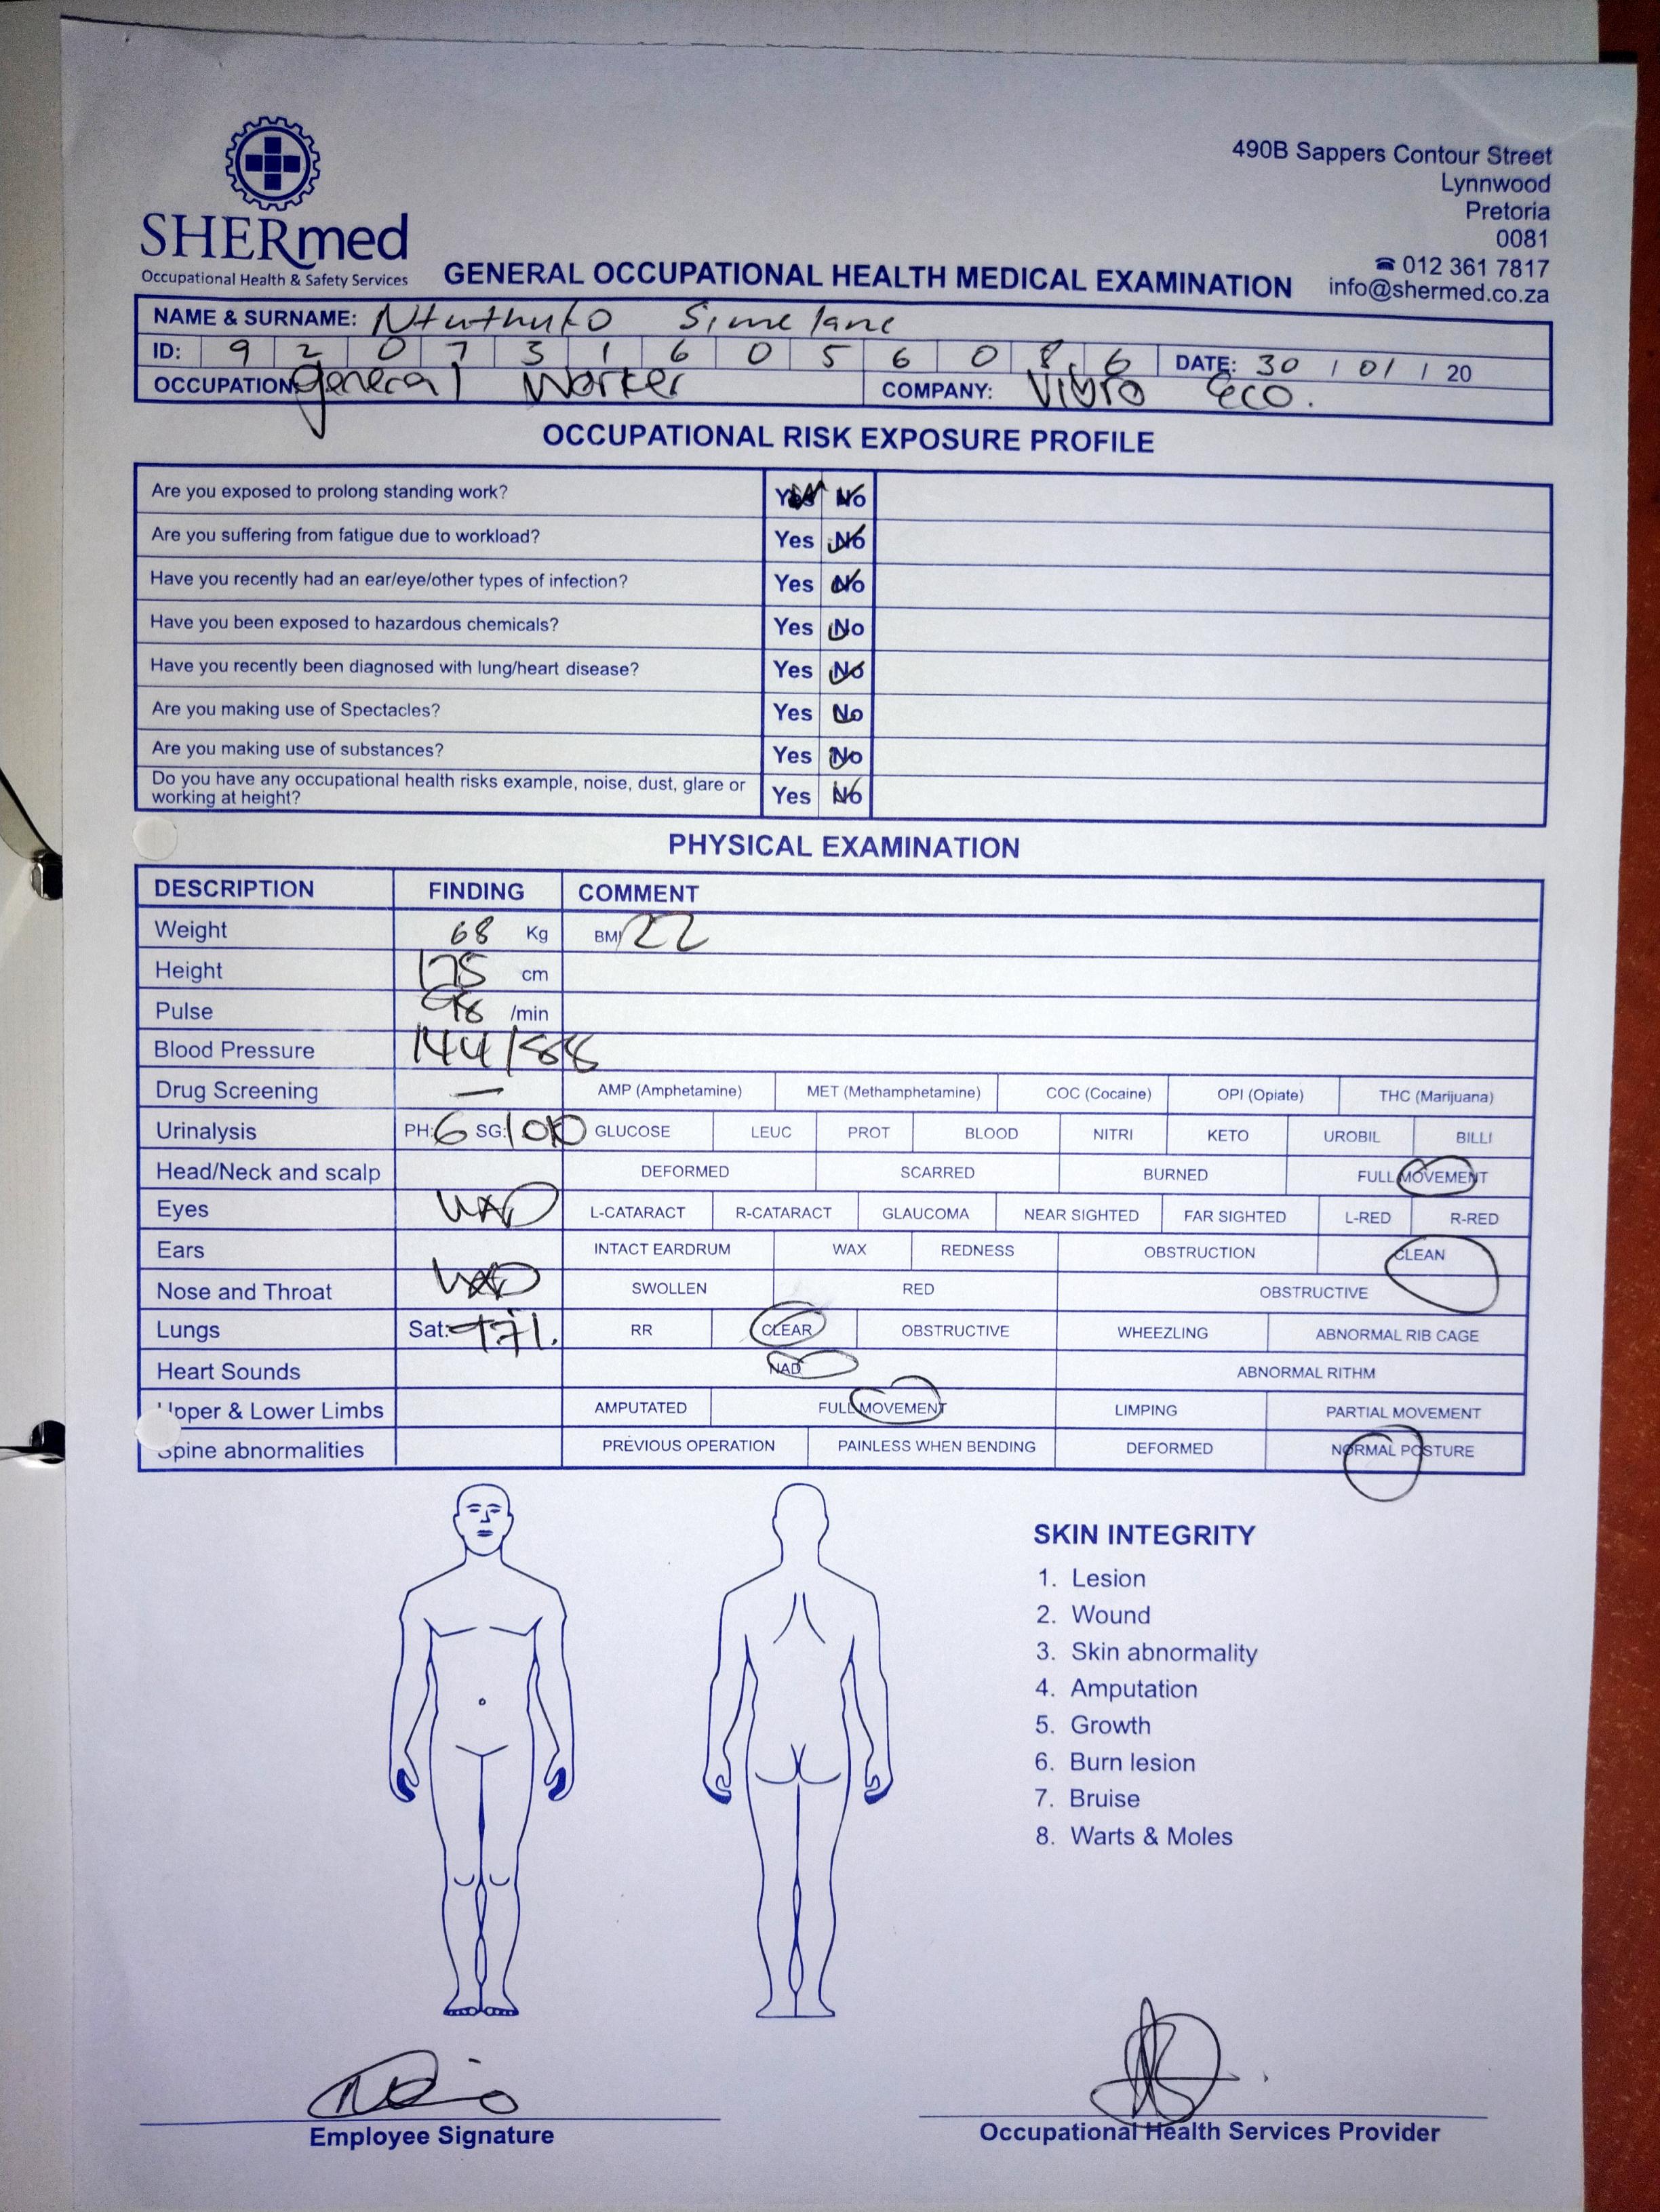 490B Sappers Contour Street
Lynnwood
Pretoria
0081
☎ 012 361 7817
info@shermed.co.za
SHERmed
Occupational Health & Safety Services
GENERAL OCCUPATIONAL HEALTH MEDICAL EXAMINATION
NAME & SURNAME: Ntuthuko Simelane
ID: 9 2 0 7 3 1 6 0 5 6 0 8 6 DATE: 30 / 01 / 20
OCCUPATION: general Worker COMPANY: Vivro eco.
OCCUPATIONAL RISK EXPOSURE PROFILE
Are you exposed to prolong standing work? Yes No
Are you suffering from fatigue due to workload? Yes No
Have you recently had an ear/eye/other types of infection? Yes No
Have you been exposed to hazardous chemicals? Yes No
Have you recently been diagnosed with lung/heart disease? Yes No
Are you making use of Spectacles? Yes No
Are you making use of substances? Yes No
Do you have any occupational health risks example, noise, dust, glare or
working at height? Yes No
PHYSICAL EXAMINATION
DESCRIPTION FINDING COMMENT
Weight 68 Kg BMI 22
Height 175 cm
Pulse 98 /min
Blood Pressure 144/88
Drug Screening — AMP (Amphetamine) MET (Methamphetamine) COC (Cocaine) OPI (Opiate) THC (Marijuana)
Urinalysis PH: 6 SG: GLUCOSE LEUC PROT BLOOD NITRI KETO UROBIL BILLI
Head/Neck and scalp DEFORMED SCARRED BURNED FULL MOVEMENT
Eyes NAD L-CATARACT R-CATARACT GLAUCOMA NEAR SIGHTED FAR SIGHTED L-RED R-RED
Ears INTACT EARDRUM WAX REDNESS OBSTRUCTION CLEAN
Nose and Throat NAD SWOLLEN RED OBSTRUCTIVE
Lungs Sat: 97%. RR CLEAR OBSTRUCTIVE WHEEZLING ABNORMAL RIB CAGE
Heart Sounds NAD ABNORMAL RITHM
Upper & Lower Limbs AMPUTATED FULL MOVEMENT LIMPING PARTIAL MOVEMENT
Spine abnormalities PREVIOUS OPERATION PAINLESS WHEN BENDING DEFORMED NORMAL POSTURE
SKIN INTEGRITY
1. Lesion
2. Wound
3. Skin abnormality
4. Amputation
5. Growth
6. Burn lesion
7. Bruise
8. Warts & Moles
Employee Signature
Occupational Health Services Provider